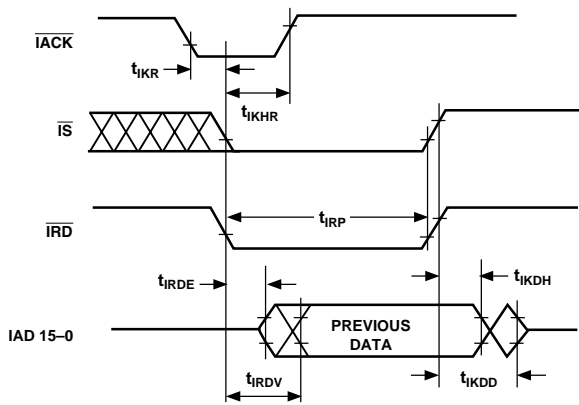 IACK
tIKR
tIKHR
IS
IRD
tIRP
tIRDE
tIKDH
IAD 15–0
PREVIOUS
DATA
tIKDD
tIRDV